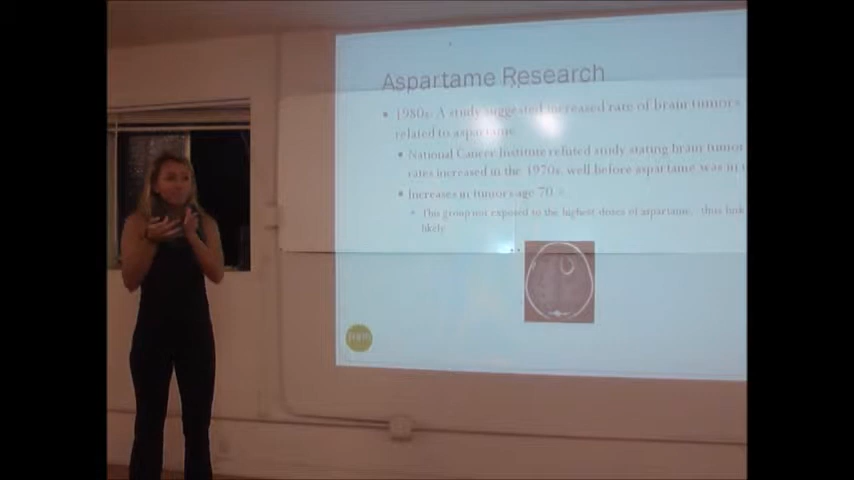 Aspartame Research
1980s: A study suggested increased rate of brain tumors
related to aspartame
National Cancer Institute refuted study stating brain tumor
rates increased in the 1970s, well before aspartame was in
Increases in tumors age 70 +
This group not exposed to the highest doses of aspartame, thus link
likely